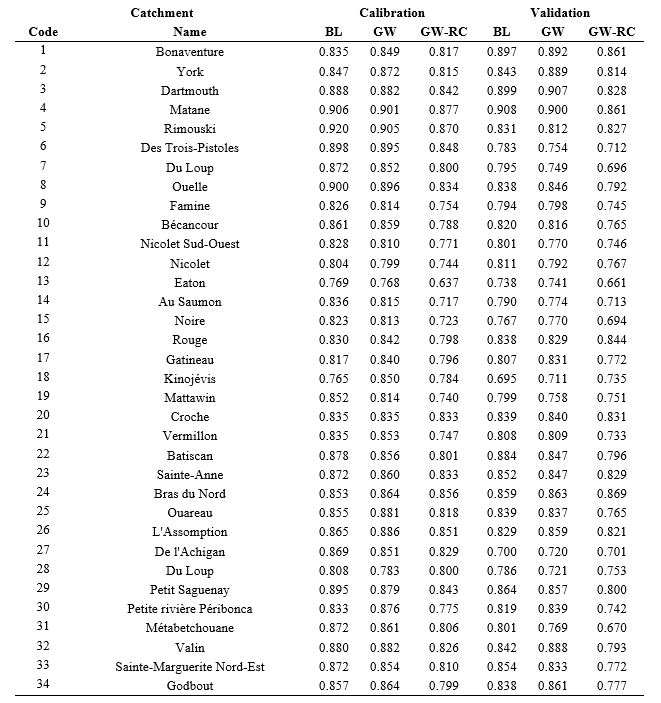 Catchment Calibration Validation
Code Name BL GW GW-RC BL GW GW-RC
1 Bonaventure 0.835 0.849 0.817 0.897 0.892 0.861
2 York 0.847 0.872 0.815 0.843 0.889 0.814
3 Dartmouth 0.888 0.882 0.842 0.899 0.907 0.828
4 Matane 0.906 0.901 0.877 0.908 0.900 0.861
5 Rimouski 0.920 0.905 0.870 0.831 0.812 0.827
6 Des Trois-Pistoles 0.898 0.895 0.848 0.783 0.754 0.712
7 Du Loup 0.872 0.852 0.800 0.795 0.749 0.696
8 Ouelle 0.900 0.896 0.834 0.838 0.846 0.792
9 Famine 0.826 0.814 0.754 0.794 0.798 0.745
10 Bécancour 0.861 0.859 0.788 0.820 0.816 0.765
11 Nicolet Sud-Ouest 0.828 0.810 0.771 0.801 0.770 0.746
12 Nicolet 0.804 0.799 0.744 0.811 0.792 0.767
13 Eaton 0.769 0.768 0.637 0.738 0.741 0.661
14 Au Saumon 0.836 0.815 0.717 0.790 0.774 0.713
15 Noire 0.823 0.813 0.723 0.767 0.770 0.694
16 Rouge 0.830 0.842 0.798 0.838 0.829 0.844
17 Gatineau 0.817 0.840 0.796 0.807 0.831 0.772
18 Kinojévis 0.765 0.850 0.784 0.695 0.711 0.735
19 Mattawin 0.852 0.814 0.740 0.799 0.758 0.751
20 Croche 0.835 0.835 0.833 0.839 0.840 0.831
21 Vermillon 0.835 0.853 0.747 0.808 0.809 0.733
22 Batiscan 0.878 0.856 0.801 0.884 0.847 0.796
23 Sainte-Anne 0.872 0.860 0.833 0.852 0.847 0.829
24 Bras du Nord 0.853 0.864 0.856 0.859 0.863 0.869
25 Ouareau 0.855 0.881 0.818 0.839 0.837 0.765
26 L'Assomption 0.865 0.886 0.851 0.829 0.859 0.821
27 De l'Achigan 0.869 0.851 0.829 0.700 0.720 0.701
28 Du Loup 0.808 0.783 0.800 0.786 0.721 0.753
29 Petit Saguenay 0.895 0.879 0.843 0.864 0.857 0.800
30 Petite rivière Péribonca 0.833 0.876 0.775 0.819 0.839 0.742
31 Métabetchouane 0.872 0.861 0.806 0.801 0.769 0.670
32 Valin 0.880 0.882 0.826 0.842 0.888 0.793
33 Sainte-Marguerite Nord-Est 0.872 0.854 0.810 0.854 0.833 0.772
34 Godbout 0.857 0.864 0.799 0.838 0.861 0.777